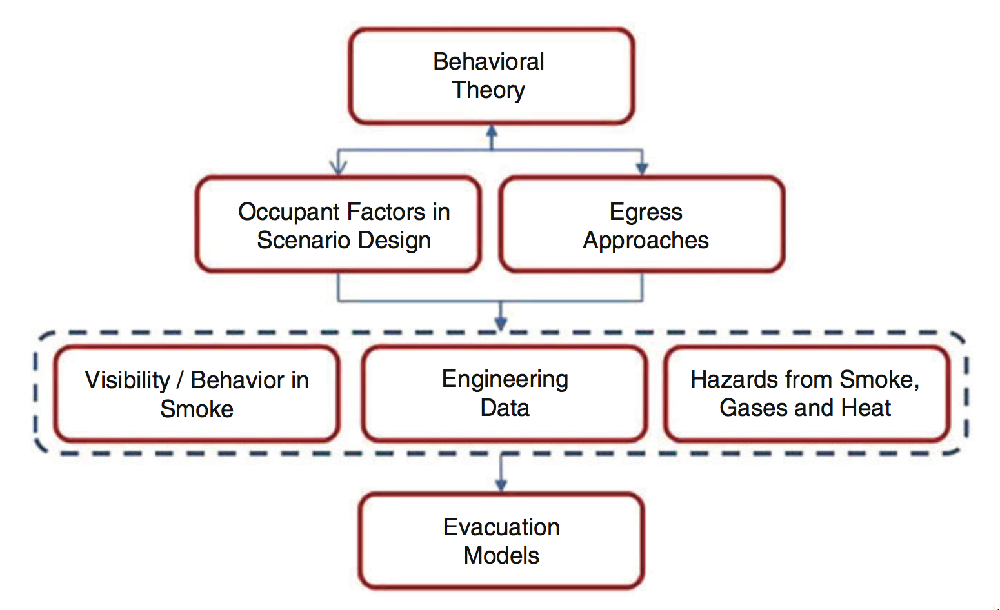 Behavioral
Theory
Occupant Factors in
Scenario Design
Egress
Approaches
Visibility / Behavior in
Smoke
Engineering
Data
Hazards from Smoke,
Gases and Heat
Evacuation
Models